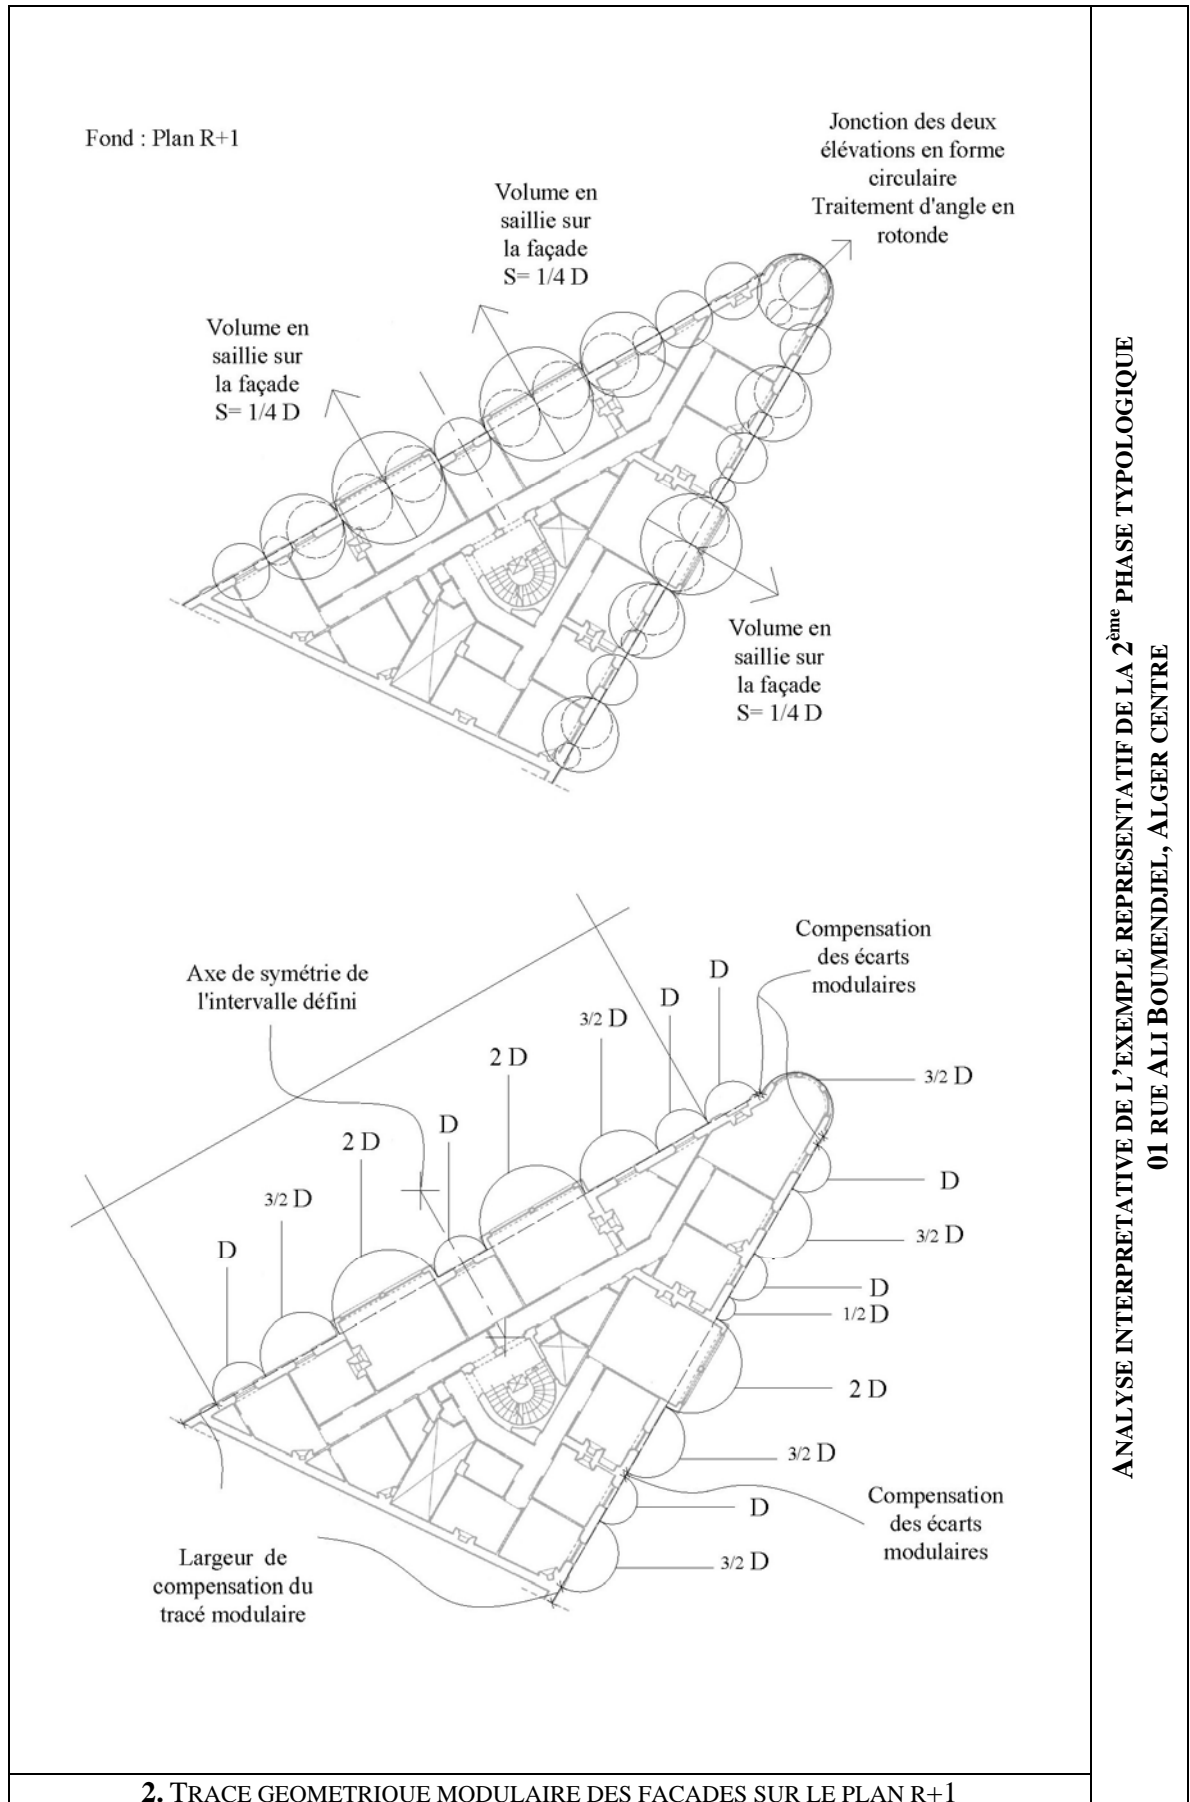 Fond : Plan R+1
Jonction des deux
élévations en forme
circulaire
Traitement d'angle en
rotonde
Volume en
saillie sur
la façade
S= 1/4 D
Volume en
saillie sur
la façade
S= 1/4 D
Volume en
saillie sur
la façade
S= 1/4 D
Compensation
des écarts
modulaires
Axe de symétrie de
l'intervalle défini
D
D
3/2 D
2 D
D
2 D
3/2 D
D
3/2 D
D
3/2 D
D
1/2 D
2 D
3/2 D
D
3/2 D
Compensation
des écarts
modulaires
Largeur de
compensation du
tracé modulaire
2. TRACE GEOMETRIQUE MODULAIRE DES FACADES SUR LE PLAN R+1
ANALYSE INTERPRETATIVE DE L'EXEMPLE REPRESENTATIF DE LA 2ème PHASE TYPOLOGIQUE
01 RUE ALI BOUMENDJEL, ALGER CENTRE